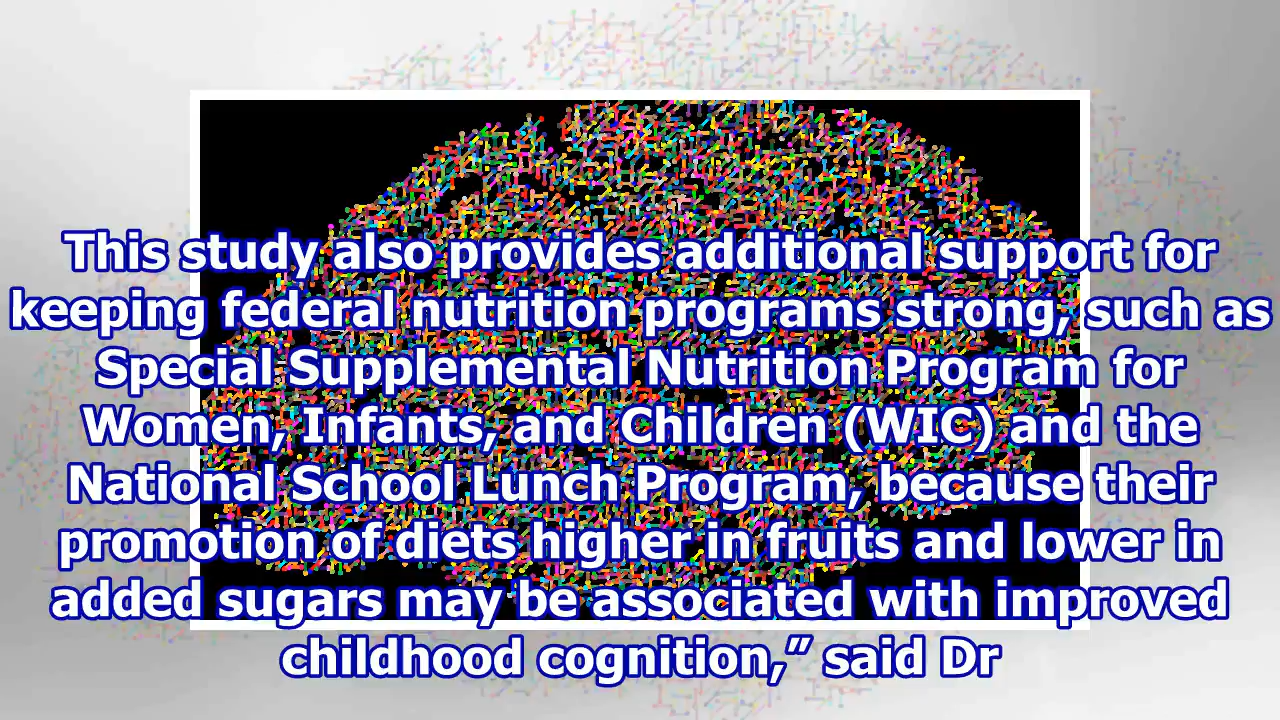 This study also provides additional support for
keeping federal nutrition programs strong, such as
Special Supplemental Nutrition Program for
Women, Infants, and Children (WIC) and the
National School Lunch Program, because their
promotion of diets higher in fruits and lower in
added sugars may be associated with improved
childhood cognition,” said Dr